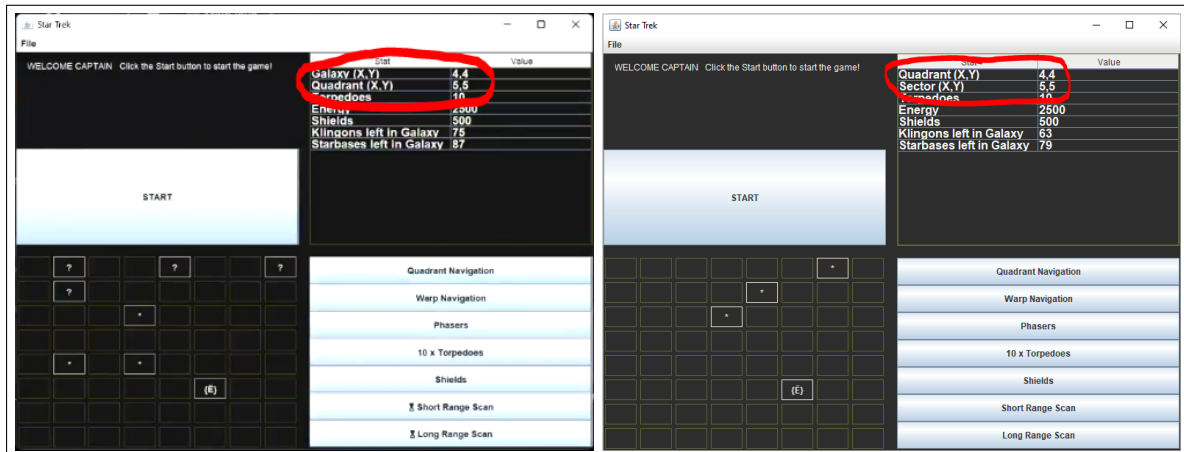 Star Trek
File
WELCOME CAPTAIN Click the Start button to start the game!
Stat Value
Galaxy (X,Y) 4,4
Quadrant (X,Y) 5,5
Torpedoes 10
Energy 2500
Shields 500
Klingons left in Galaxy 75
Starbases left in Galaxy 87
START
? ? ?
?
*
* *
{Ë}
Quadrant Navigation
Warp Navigation
Phasers
10 x Torpedoes
Shields
⌛ Short Range Scan
⌛ Long Range Scan
Star Trek
File
WELCOME CAPTAIN Click the Start button to start the game!
Value
Quadrant (X,Y) 4,4
Sector (X,Y) 5,5
Torpedoes 10
Energy 2500
Shields 500
Klingons left in Galaxy 63
Starbases left in Galaxy 79
START
*
*
*
{Ë}
Quadrant Navigation
Warp Navigation
Phasers
10 x Torpedoes
Shields
Short Range Scan
Long Range Scan